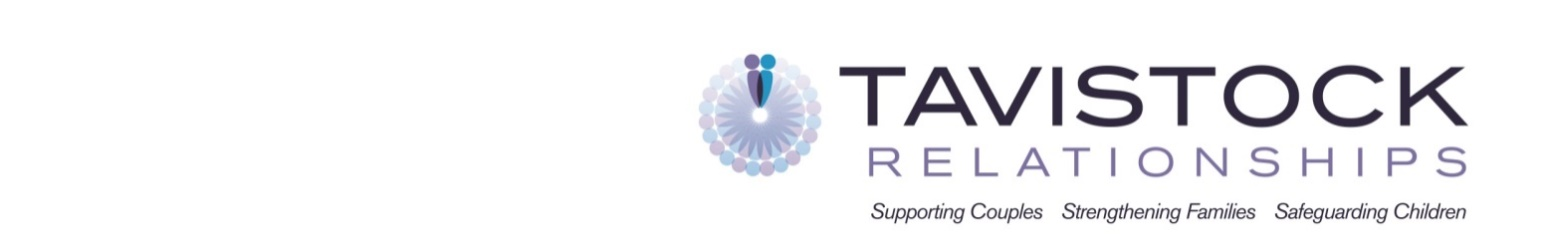 TAVISTOCK
RELATIONSHIPS
Supporting Couples Strengthening Families Safeguarding Children